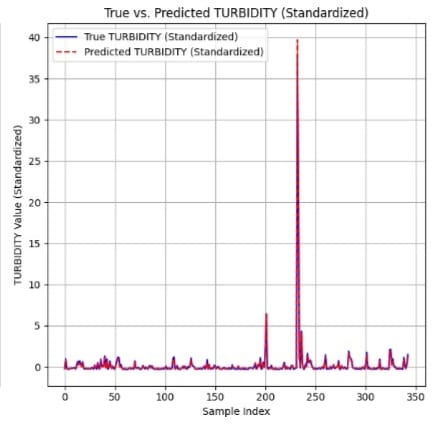 True vs. Predicted TURBIDITY (Standardized)
True TURBIDITY (Standardized)
Predicted TURBIDITY (Standardized)
TURBIDITY Value (Standardized)
40
35
30
25
20
15
10
5
0
0 50 100 150 200 250 300 350
Sample Index